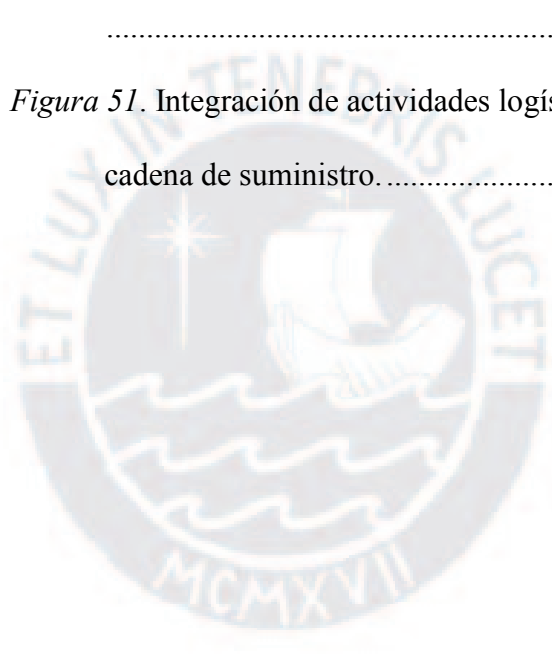 ......................................................
Figura 51. Integración de actividades logís
cadena de suministro. .....................
ET LUX IN TENEBRIS LUCET
MCMXVII